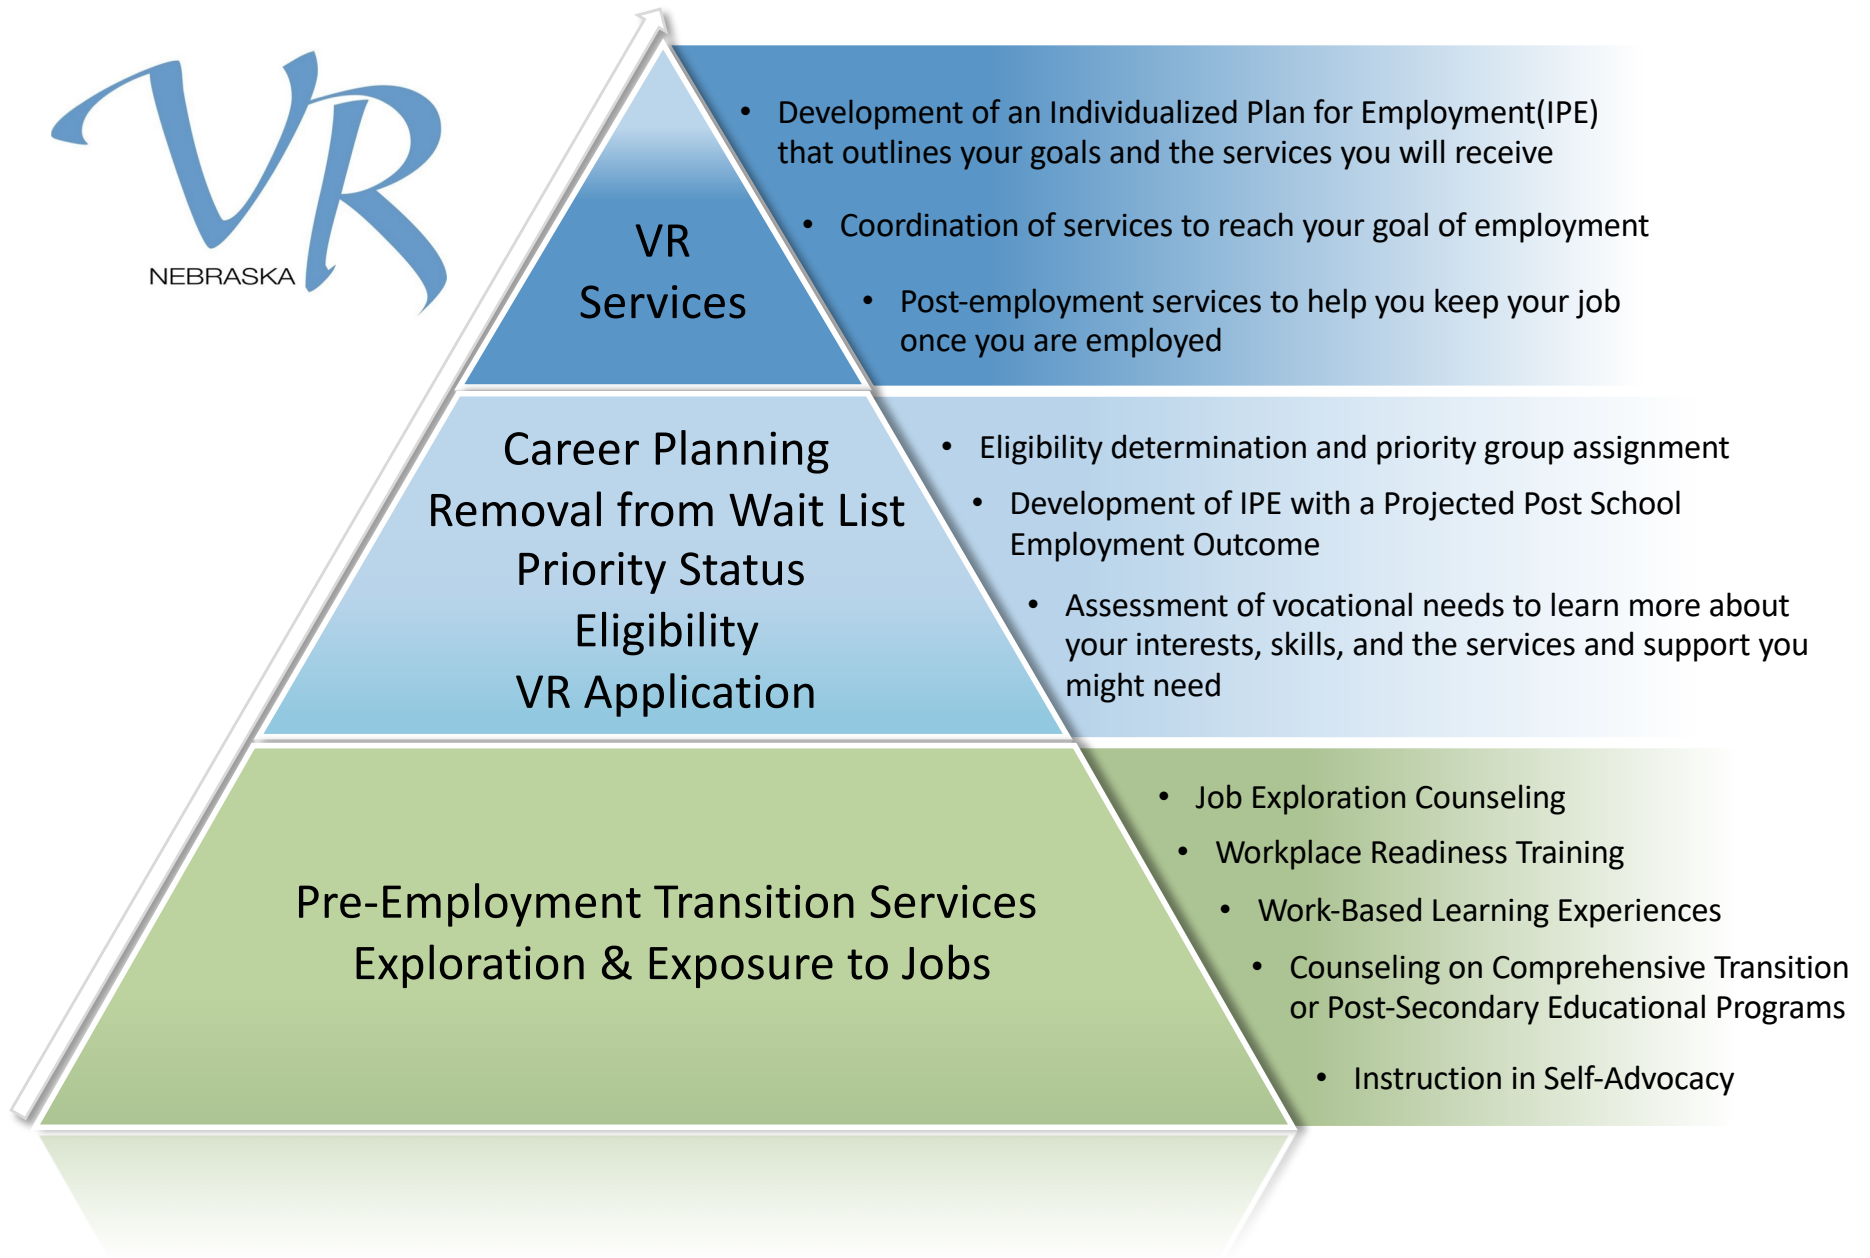 VR
NEBRASKA
VR
Services
• Development of an Individualized Plan for Employment(IPE)
that outlines your goals and the services you will receive
• Coordination of services to reach your goal of employment
• Post-employment services to help you keep your job
once you are employed
Career Planning
Removal from Wait List
Priority Status
Eligibility
VR Application
• Eligibility determination and priority group assignment
• Development of IPE with a Projected Post School
Employment Outcome
• Assessment of vocational needs to learn more about
your interests, skills, and the services and support you
might need
Pre-Employment Transition Services
Exploration & Exposure to Jobs
• Job Exploration Counseling
• Workplace Readiness Training
• Work-Based Learning Experiences
• Counseling on Comprehensive Transition
or Post-Secondary Educational Programs
• Instruction in Self-Advocacy